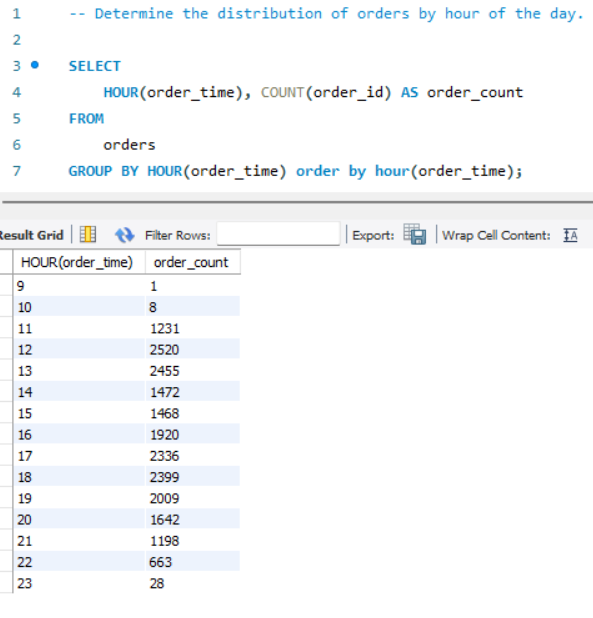 1 -- Determine the distribution of orders by hour of the day.
2
3 SELECT
4 HOUR(order_time), COUNT(order_id) AS order_count
5 FROM
6 orders
7 GROUP BY HOUR(order_time) order by hour(order_time);
Result Grid Filter Rows: Export: Wrap Cell Content:
HOUR(order_time) order_count
9 1
10 8
11 1231
12 2520
13 2455
14 1472
15 1468
16 1920
17 2336
18 2399
19 2009
20 1642
21 1198
22 663
23 28